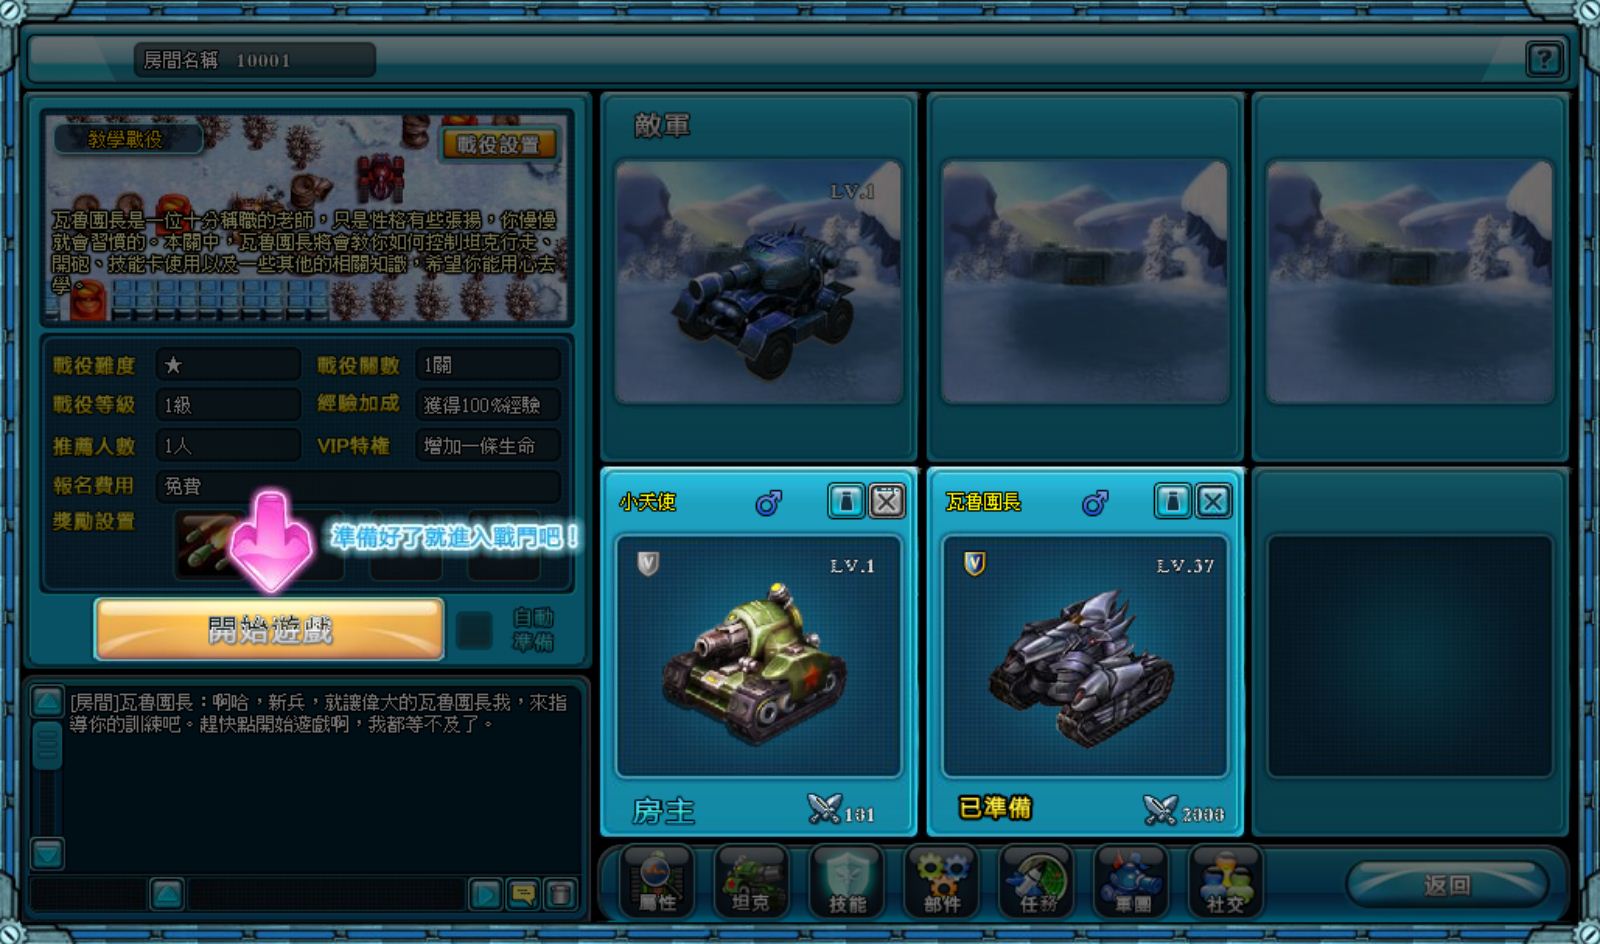 房間名稱 10001
?
教學戰役
戰役設置
瓦魯團長是一位十分稱職的老師，只是性格有些張揚，你慢慢
就會習慣的。本關中，瓦魯團長將會教你如何控制坦克行走、
開砲、技能卡使用以及一些其他的相關知識，希望你能用心去
學。
戰役難度 ★ 戰役關數 1關
戰役等級 1級 經驗加成 獲得100%經驗
推薦人數 1人 VIP特權 增加一條生命
報名費用 免費
獎勵設置
準備好了就進入戰鬥吧！
開始遊戲
自動
準備
[房間]瓦魯團長：啊哈，新兵，就讓偉大的瓦魯團長我，來指
導你的訓練吧。趕快點開始遊戲啊，我都等不及了。
敵軍
LV.1
小天使
V
LV.1
房主
101
瓦魯團長
V
LV.37
已準備
2000
屬性
坦克
技能
部件
任務
軍團
社交
返回